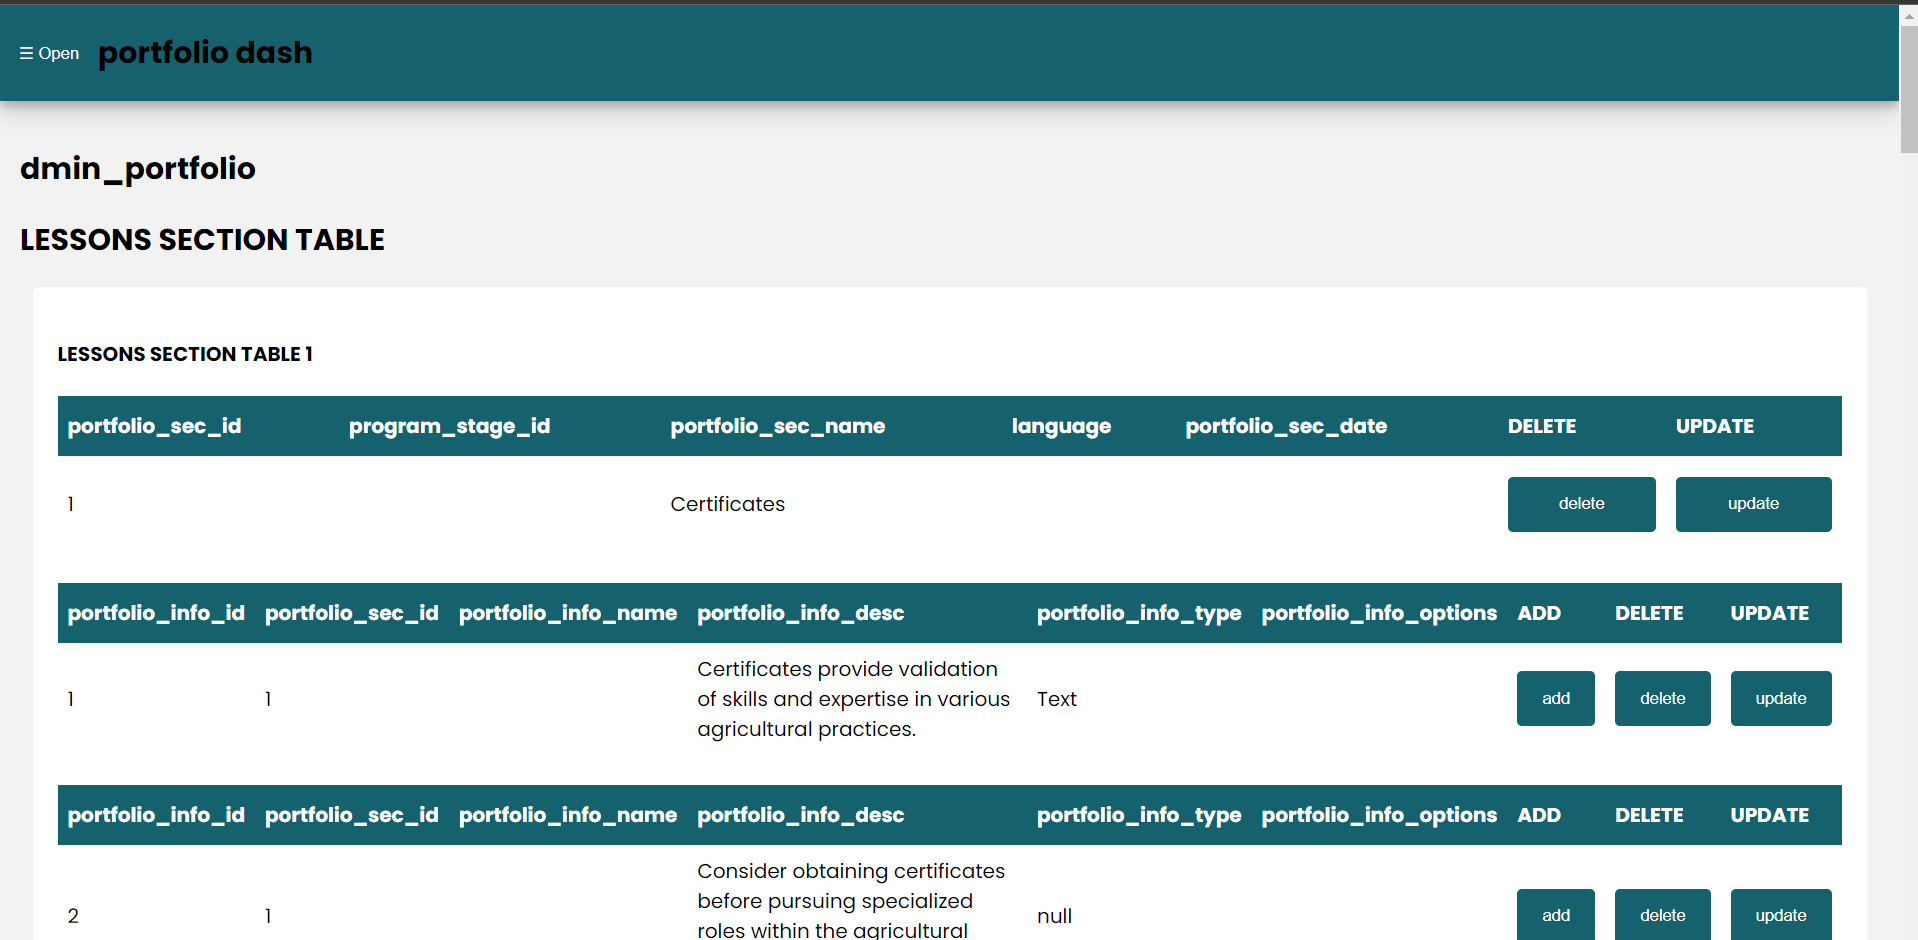 ☰ Open portfolio dash
dmin_portfolio
LESSONS SECTION TABLE
LESSONS SECTION TABLE 1
portfolio_sec_id program_stage_id portfolio_sec_name language portfolio_sec_date DELETE UPDATE
1 Certificates delete update
portfolio_info_id portfolio_sec_id portfolio_info_name portfolio_info_desc portfolio_info_type portfolio_info_options ADD DELETE UPDATE
Certificates provide validation
1 1 of skills and expertise in various Text add delete update
agricultural practices.
portfolio_info_id portfolio_sec_id portfolio_info_name portfolio_info_desc portfolio_info_type portfolio_info_options ADD DELETE UPDATE
Consider obtaining certificates
before pursuing specialized
2 1 null add delete update
roles within the agricultural